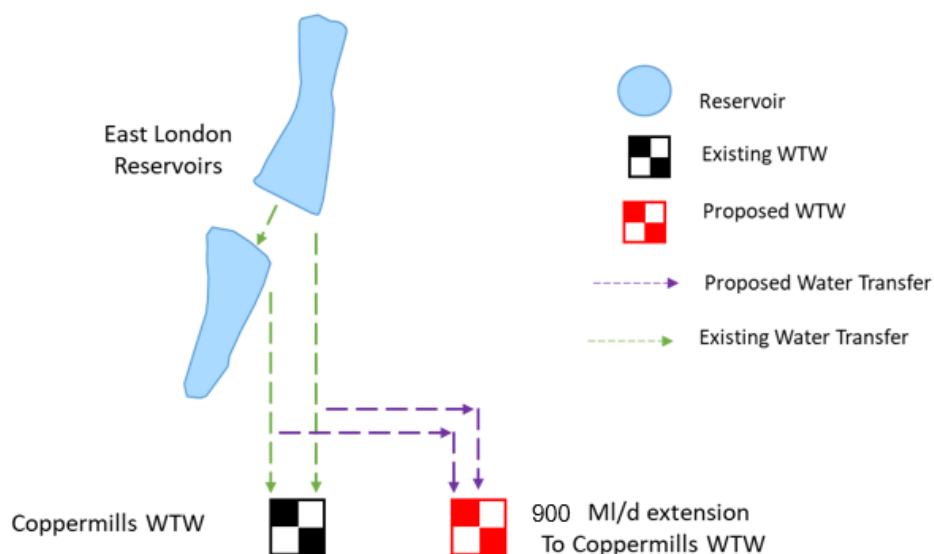 East London
Reservoirs
Reservoir
Existing WTW
Proposed WTW
Proposed Water Transfer
Existing Water Transfer
Coppermills WTW
900 Ml/d extension
To Coppermills WTW